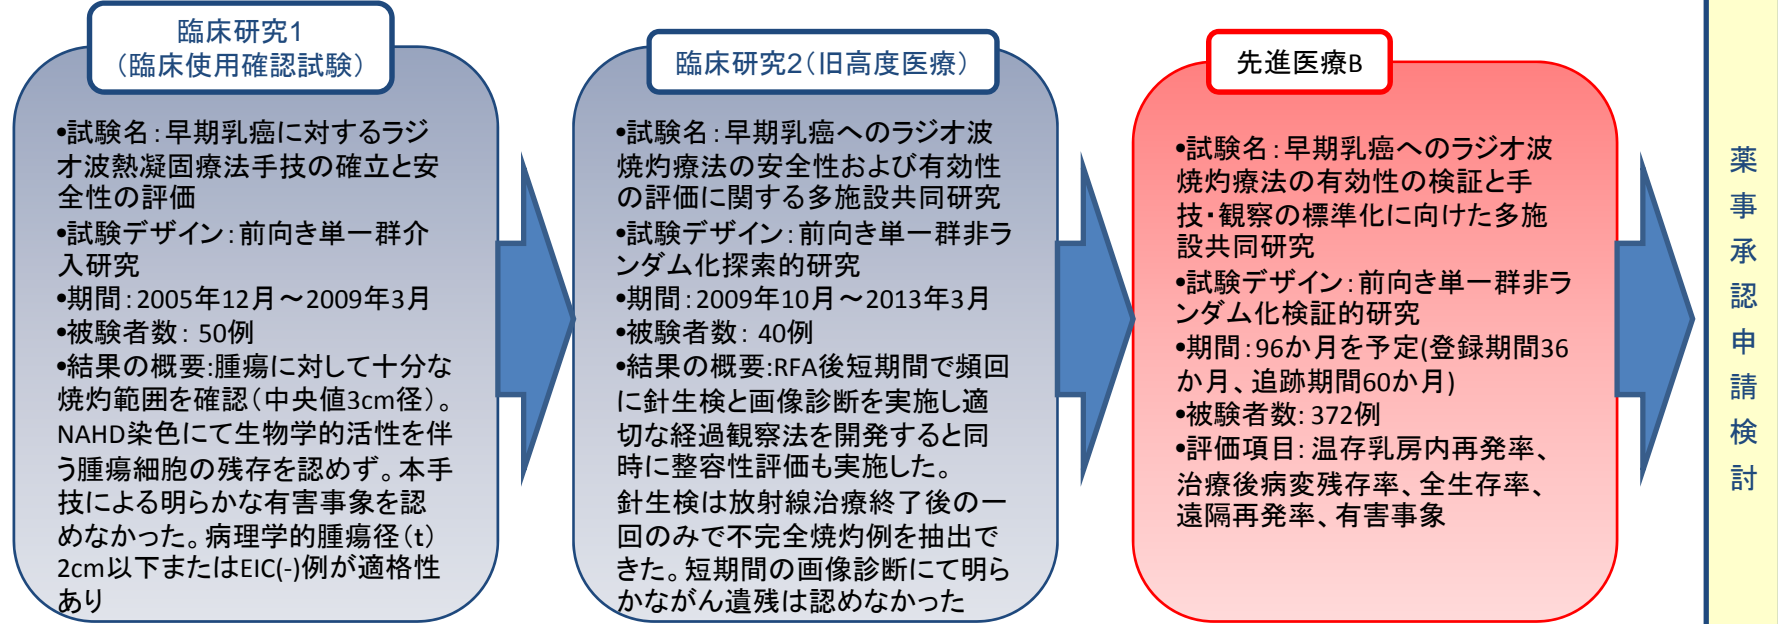 臨床研究1
（臨床使用確認試験）
•試験名：早期乳癌に対するラジ
オ波熱凝固療法手技の確立と安
全性の評価
•試験デザイン：前向き単一群介
入研究
•期間：2005年12月～2009年3月
•被験者数： 50例
•結果の概要:腫瘍に対して十分な
焼灼範囲を確認（中央値3cm径）。
NAHD染色にて生物学的活性を伴
う腫瘍細胞の残存を認めず。本手
技による明らかな有害事象を認
めなかった。病理学的腫瘍径（t）
2cm以下またはEIC(-)例が適格性
あり
臨床研究2（旧高度医療）
•試験名：早期乳癌へのラジオ波
焼灼療法の安全性および有効性
の評価に関する多施設共同研究
•試験デザイン：前向き単一群非ラ
ンダム化探索的研究
•期間：2009年10月～2013年3月
•被験者数： 40例
•結果の概要:RFA後短期間で頻回
に針生検と画像診断を実施し適
切な経過観察法を開発すると同
時に整容性評価も実施した。
針生検は放射線治療終了後の一
回のみで不完全焼灼例を抽出で
きた。短期間の画像診断にて明ら
かながん遺残は認めなかった
先進医療B
•試験名：早期乳癌へのラジオ波
焼灼療法の有効性の検証と手
技・観察の標準化に向けた多施
設共同研究
•試験デザイン：前向き単一群非ラ
ンダム化検証的研究
•期間：96か月を予定(登録期間36
か月、追跡期間60か月)
•被験者数: 372例
•評価項目：温存乳房内再発率、
治療後病変残存率、全生存率、
遠隔再発率、有害事象
薬事承認申請検討